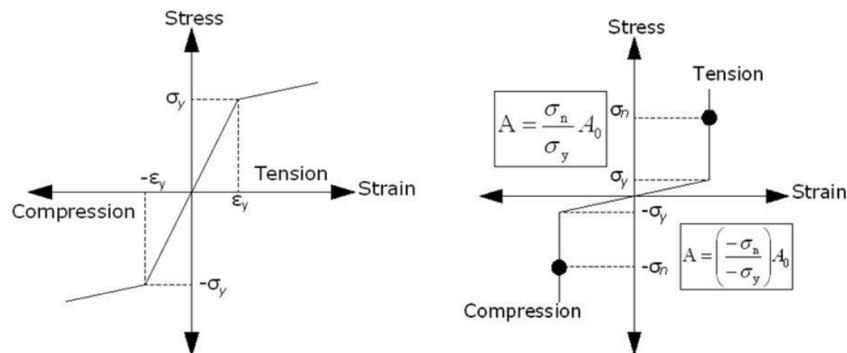 Stress
σy
-εy
Tension
Strain
Compression
εy
-σy
Stress
Tension
σn
A = σn/σy A0
σy
Strain
-σy
A = (-σn/-σy) A0
-σn
Compression